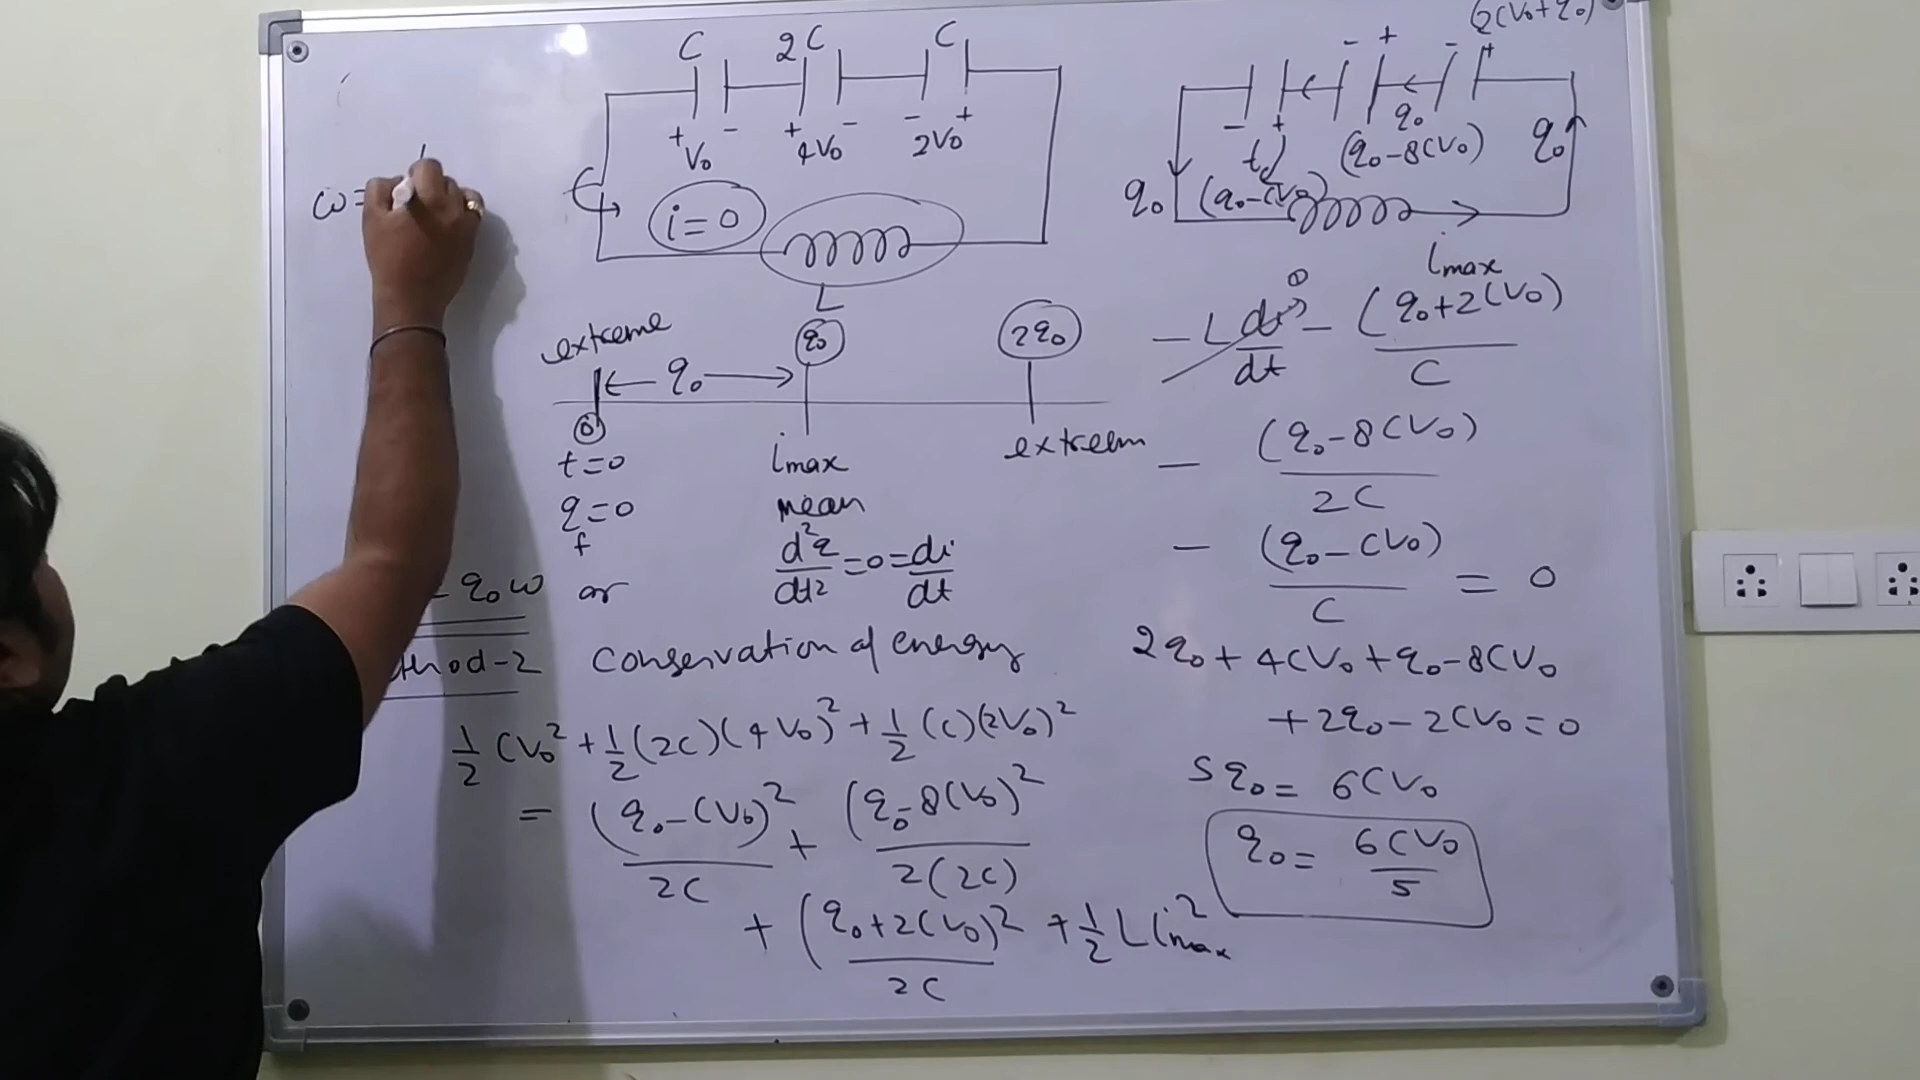 C 2C C
+ V₀ - + 4V₀ - - 2V₀ +
i=0
L
ω=
extreme
← q₀ →
q₀ 2q₀
0
t=0 imax extreem
q=0 mean
d²q/dt² = 0 = di/dt
= q₀ω or
thod-2 Conservation of energy
1/2 CV₀² + 1/2 (2C)(4V₀)² + 1/2 (C)(2V₀)²
= (q₀-CV₀)²/2C + (q₀-8CV₀)²/2(2C)
+ (q₀+2CV₀)²/2C + 1/2 L i²max
- + - +
- + q₀
(q₀-8CV₀) q₀
q₀ (q₀-CV₀)
imax
- L di/dt 0 - (q₀+2CV₀)/C
- (q₀-8CV₀)/2C
- (q₀-CV₀)/C = 0
2q₀+4CV₀+q₀-8CV₀
+2q₀-2CV₀=0
5q₀= 6CV₀
q₀= 6CV₀/5